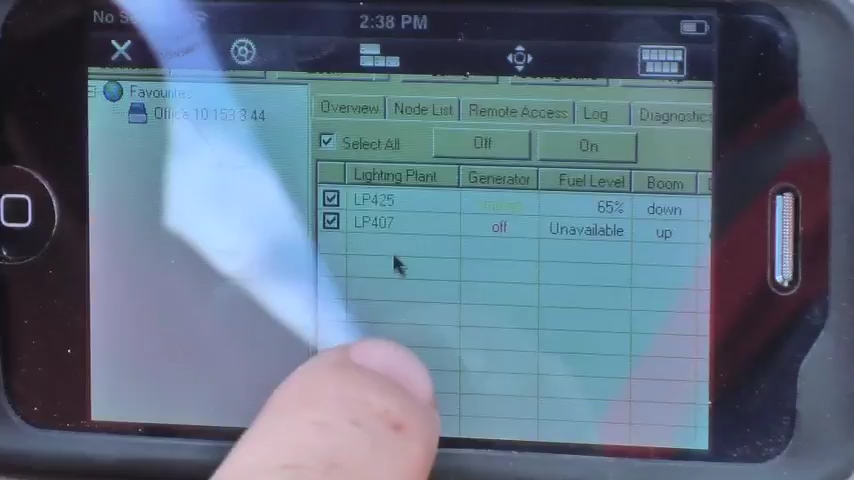 No S
2:38 PM
Favourites
Office 10 153 3 44
Overview Node List Remote Access Log Diagnostics
Select All Off On
Lighting Plant Generator Fuel Level Boom
LP425 65% down
LP407 off Unavailable up